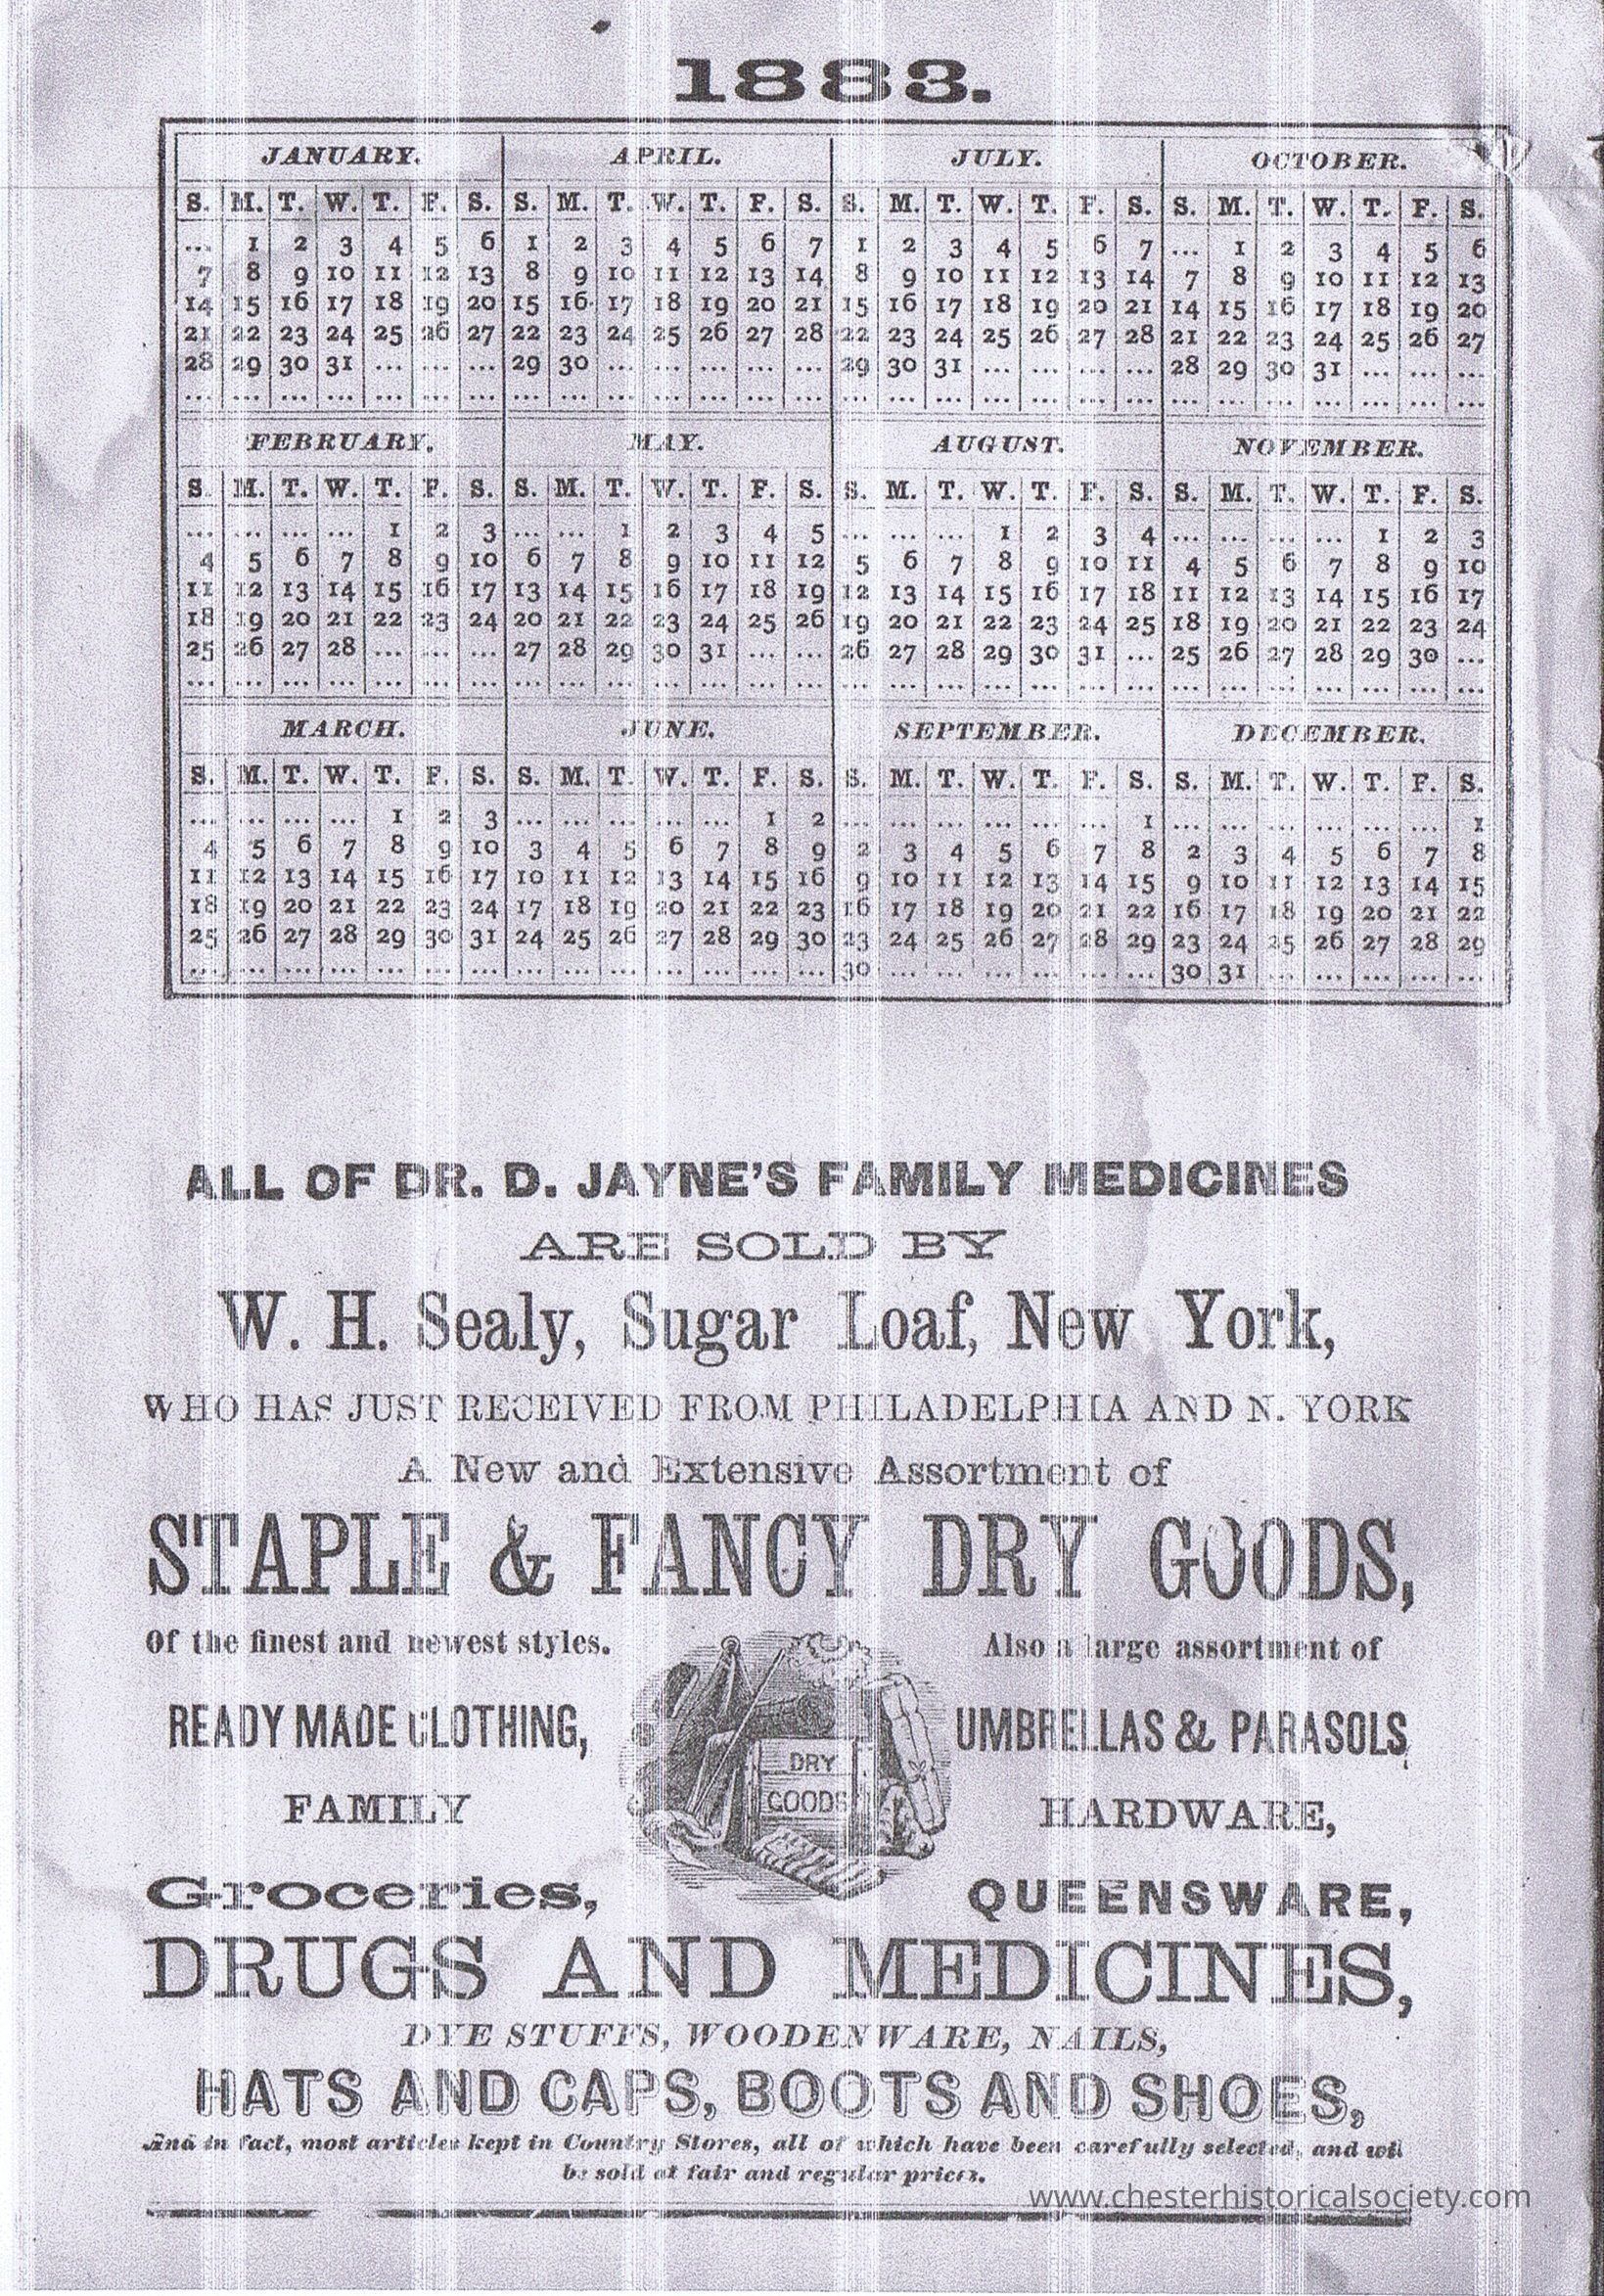 1883.
JANUARY. APRIL. JULY. OCTOBER.
S. M. T. W. T. F. S. S. M. T. W. T. F. S. S. M. T. W. T. F. S. S. M. T. W. T. F. S.
... 1 2 3 4 5 6 1 2 3 4 5 6 7 1 2 3 4 5 6 7 ... 1 2 3 4 5 6
7 8 9 10 11 12 13 8 9 10 11 12 13 14 8 9 10 11 12 13 14 7 8 9 10 11 12 13
14 15 16 17 18 19 20 15 16 17 18 19 20 21 15 16 17 18 19 20 21 14 15 16 17 18 19 20
21 22 23 24 25 26 27 22 23 24 25 26 27 28 22 23 24 25 26 27 28 21 22 23 24 25 26 27
28 29 30 31 ... ... ... 29 30 ... ... ... ... ... 29 30 31 ... ... ... ... 28 29 30 31 ... ... ...
... ... ... ... ... ... ... ... ... ... ... ... ... ... ... ... ... ... ... ... ... ... ... ... ... ... ... ...
FEBRUARY. MAY. AUGUST. NOVEMBER.
S. M. T. W. T. F. S. S. M. T. W. T. F. S. S. M. T. W. T. F. S. S. M. T. W. T. F. S.
... ... ... ... 1 2 3 ... ... 1 2 3 4 5 ... ... ... 1 2 3 4 ... ... ... ... 1 2 3
4 5 6 7 8 9 10 6 7 8 9 10 11 12 5 6 7 8 9 10 11 4 5 6 7 8 9 10
11 12 13 14 15 16 17 13 14 15 16 17 18 19 12 13 14 15 16 17 18 11 12 13 14 15 16 17
18 19 20 21 22 23 24 20 21 22 23 24 25 26 19 20 21 22 23 24 25 18 19 20 21 22 23 24
25 26 27 28 ... ... ... 27 28 29 30 31 ... ... 26 27 28 29 30 31 ... 25 26 27 28 29 30 ...
... ... ... ... ... ... ... ... ... ... ... ... ... ... ... ... ... ... ... ... ... ... ... ... ... ... ... ...
MARCH. JUNE. SEPTEMBER. DECEMBER.
S. M. T. W. T. F. S. S. M. T. W. T. F. S. S. M. T. W. T. F. S. S. M. T. W. T. F. S.
... ... ... ... 1 2 3 ... ... ... ... ... 1 2 ... ... ... ... ... ... 1 ... ... ... ... ... ... 1
4 5 6 7 8 9 10 3 4 5 6 7 8 9 2 3 4 5 6 7 8 2 3 4 5 6 7 8
11 12 13 14 15 16 17 10 11 12 13 14 15 16 9 10 11 12 13 14 15 9 10 11 12 13 14 15
18 19 20 21 22 23 24 17 18 19 20 21 22 23 16 17 18 19 20 21 22 16 17 18 19 20 21 22
25 26 27 28 29 30 31 24 25 26 27 28 29 30 23 24 25 26 27 28 29 23 24 25 26 27 28 29
... ... ... ... ... ... ... ... ... ... ... ... ... ... 30 ... ... ... ... ... ... 30 31 ... ... ... ... ...
ALL OF DR. D. JAYNE'S FAMILY MEDICINES
ARE SOLD BY
W. H. Sealy, Sugar Loaf, New York,
WHO HAS JUST RECEIVED FROM PHILADELPHIA AND N. YORK
A New and Extensive Assortment of
STAPLE & FANCY DRY GOODS,
Of the finest and newest styles. Also a large assortment of
READY MADE CLOTHING, UMBRELLAS & PARASOLS,
DRY
GOODS
FAMILY HARDWARE,
Groceries, QUEENSWARE,
DRUGS AND MEDICINES,
DYE STUFFS, WOODENWARE, NAILS,
HATS AND CAPS, BOOTS AND SHOES,
And in fact, most articles kept in Country Stores, all of which have been carefully selected, and will
be sold at fair and regular prices.
www.chesterhistoricalsociety.com